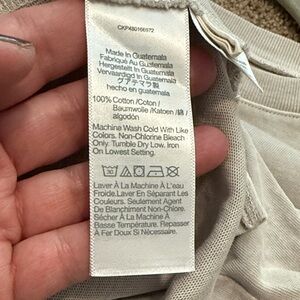 CKP480166972
Made In Guatemala
Fabriqué Au Guatemala
Hergestellt In Guatemala
Vervaardigd In Guatemala
グアテマラ製
hecho en guatemala
100% Cotton /Coton /
Baumwolle /Katoen / 綿 /
algodón
Machine Wash Cold With Like
Colors. Non-Chlorine Bleach
Only. Tumble Dry Low. Iron
On Lowest Setting.
Laver À La Machine À L'eau
Froide.Laver En Séparant Les
Couleurs. Seulement Agent
De Blanchiment Non-Chlore.
Sécher À La Machine À
Basse Température. Repasser
À Fer Doux Si Nécessaire.